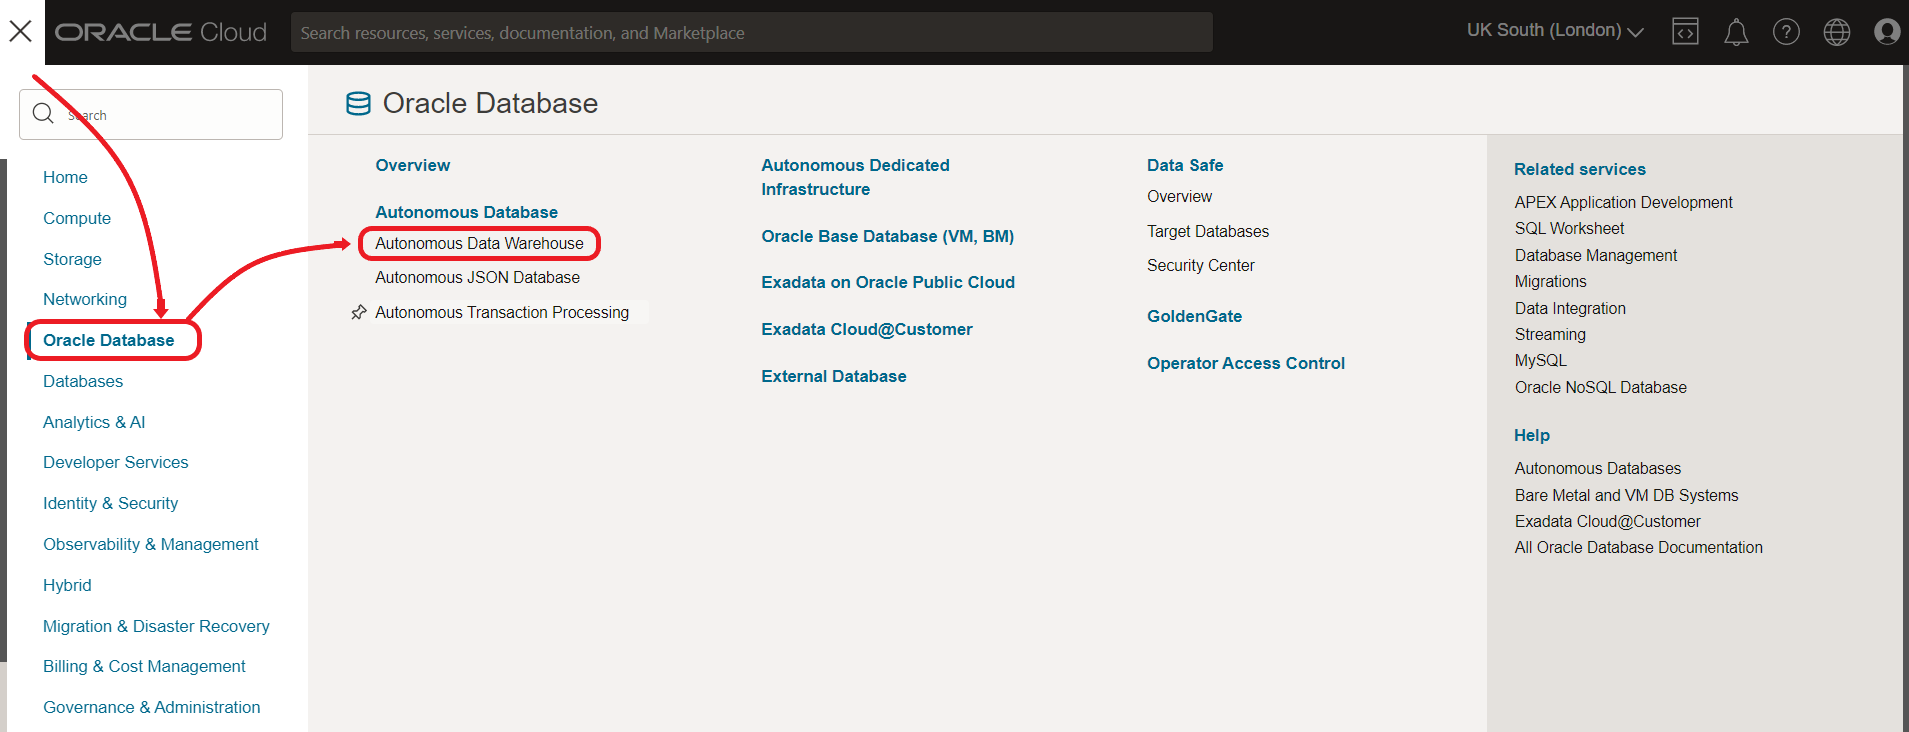 ORACLE Cloud
Search resources, services, documentation, and Marketplace
UK South (London)
Search
Home
Compute
Storage
Networking
Oracle Database
Databases
Analytics & AI
Developer Services
Identity & Security
Observability & Management
Hybrid
Migration & Disaster Recovery
Billing & Cost Management
Governance & Administration
Oracle Database
Overview
Autonomous Database
Autonomous Data Warehouse
Autonomous JSON Database
Autonomous Transaction Processing
Autonomous Dedicated
Infrastructure
Oracle Base Database (VM, BM)
Exadata on Oracle Public Cloud
Exadata Cloud@Customer
External Database
Data Safe
Overview
Target Databases
Security Center
GoldenGate
Operator Access Control
Related services
APEX Application Development
SQL Worksheet
Database Management
Migrations
Data Integration
Streaming
MySQL
Oracle NoSQL Database
Help
Autonomous Databases
Bare Metal and VM DB Systems
Exadata Cloud@Customer
All Oracle Database Documentation